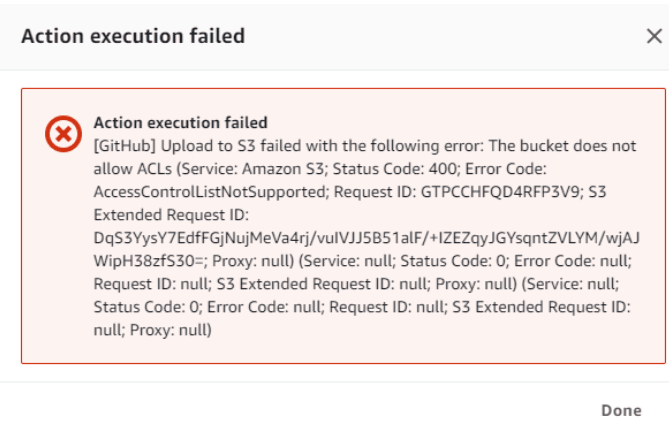 Action execution failed
Action execution failed
[GitHub] Upload to S3 failed with the following error: The bucket does not
allow ACLs (Service: Amazon S3; Status Code: 400; Error Code:
AccessControlListNotSupported; Request ID: GTPCCHFQD4RFP3V9; S3
Extended Request ID:
DqS3YysY7EdfFGjNujMeVa4rj/vuIVJJ5B51alF/+IZEZqyJGYsqntZVLYM/wjAJ
WipH38zfS30=; Proxy: null) (Service: null; Status Code: 0; Error Code: null;
Request ID: null; S3 Extended Request ID: null; Proxy: null) (Service: null;
Status Code: 0; Error Code: null; Request ID: null; S3 Extended Request ID:
null; Proxy: null)
Done